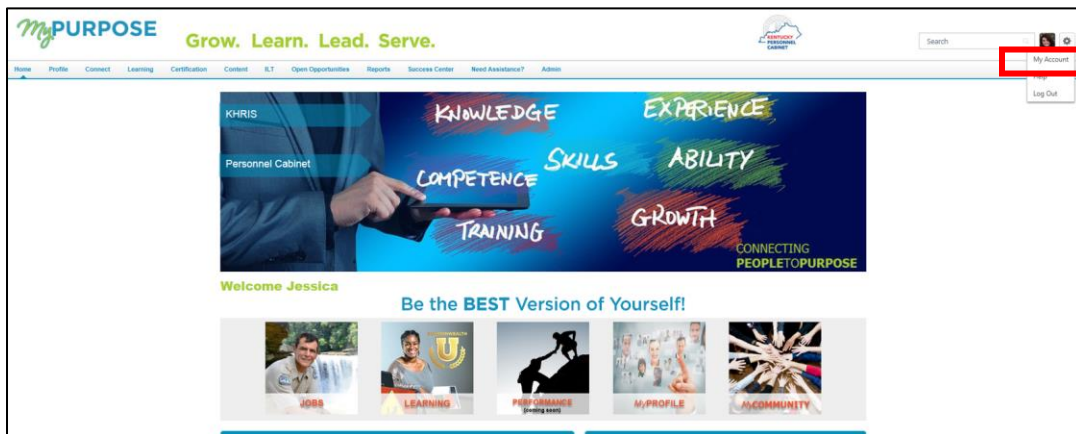 MyPURPOSE
Grow. Learn. Lead. Serve.
KENTUCKY
PERSONNEL
CABINET
Search
Home Profile Connect Learning Certification Content ILT Open Opportunities Reports Success Center Need Assistance? Admin
My Account
Help
Log Out
KHRIS
Personnel Cabinet
KNOWLEDGE
EXPERIENCE
SKILLS
ABILITY
COMPETENCE
TRAINING
GROWTH
CONNECTING
PEOPLETOPURPOSE
Welcome Jessica
Be the BEST Version of Yourself!
U
JOBS
LEARNING
PERFORMANCE
(coming soon)
MyPROFILE
MyCOMMUNITY